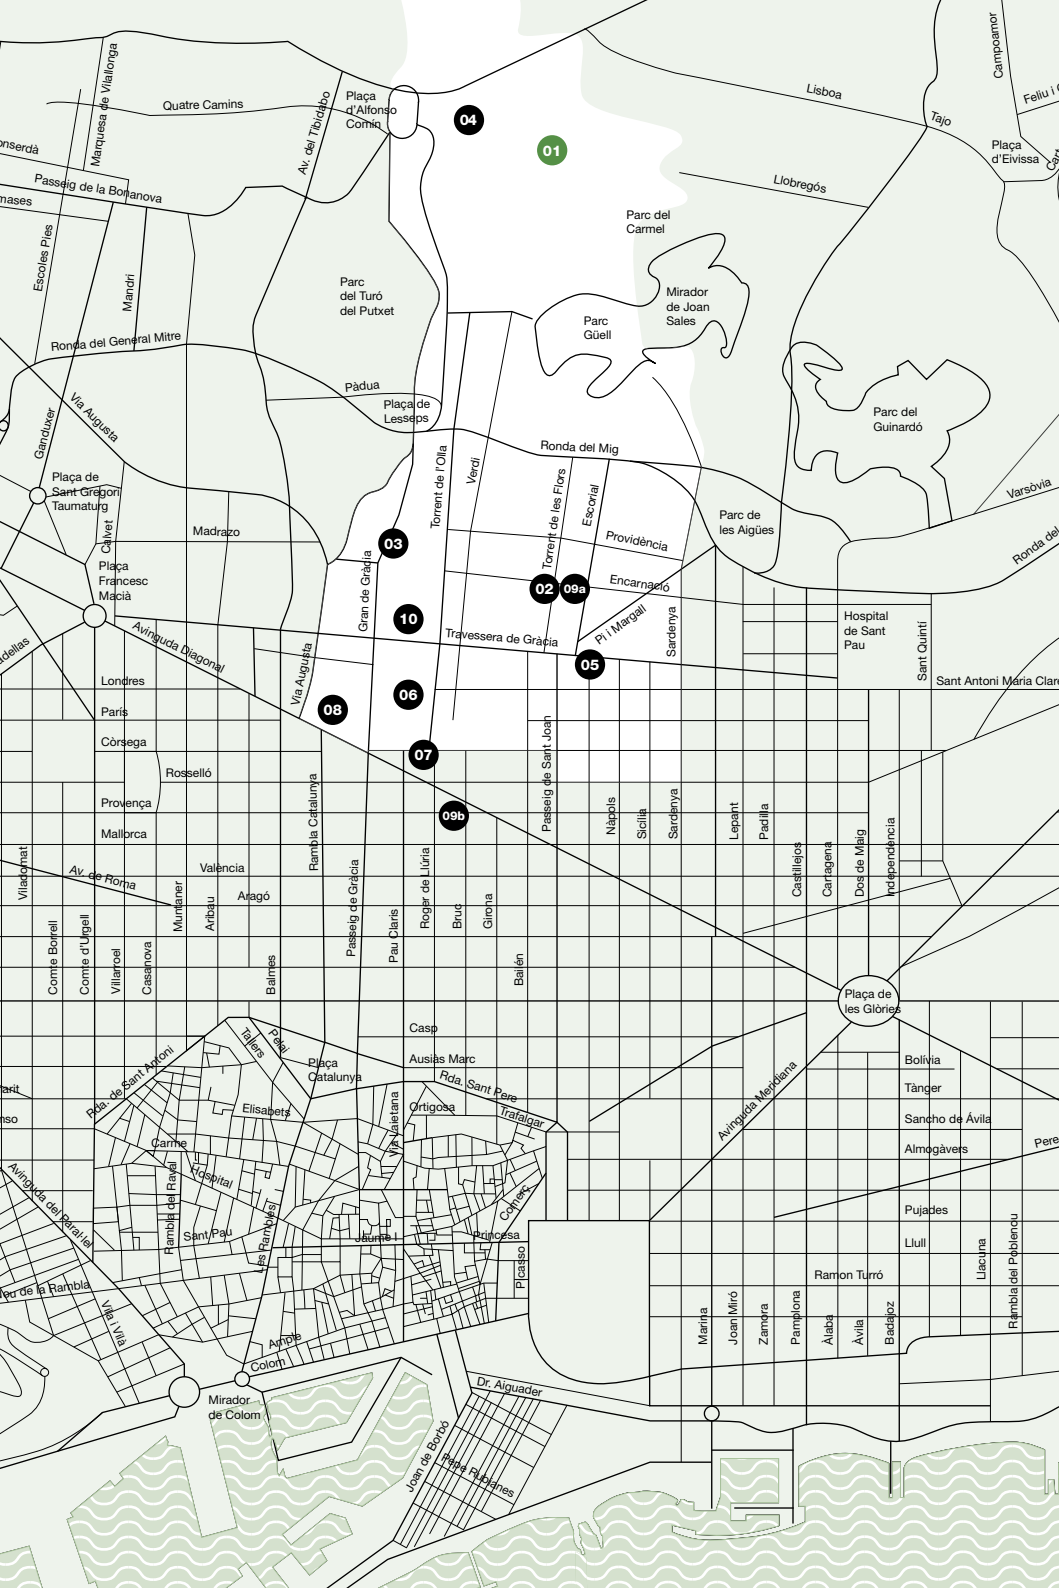 Campoamor
Marquesa de Vilallonga
Quatre Camins
Av. del Tibidabo
Plaça
d'Alfonso
Comín
04
01
Lisboa
Tajo
Feliu i
Plaça
d'Eivissa
onserdà
Passeig de la Bonanova
mases
Llobregós
Parc del
Carmel
Escoles Pies
Mandri
Parc
del Turó
del Putxet
Mirador
de Joan
Sales
Parc
Güell
Ronda del General Mitre
Pàdua
Plaça de
Lesseps
Via Augusta
Ganduxer
Parc del
Guinardó
Ronda del Mig
Torrent de l'Olla
Verdi
Torrent de les Flors
Escorial
Plaça de
Sant Gregori
Taumaturg
Calvet
Madrazo
Varsòvia
Parc de
les Aigües
Ronda del
03
Providència
Plaça
Francesc
Macià
Gran de Gràcia
02
09a
Encarnació
10
Avinguda Diagonal
Travessera de Gràcia
Pi i Margall
Sardenya
Hospital
de Sant
Pau
Sant Quintí
adellas
Via Augusta
05
Londres
06
Sant Antoni Maria Clare
París
08
Còrsega
07
Passeig de Sant Joan
Rosselló
Provença
09b
Rambla Catalunya
Nàpols
Sicília
Sardenya
Lepant
Padilla
Mallorca
Castillejos
Cartagena
Dos de Maig
Independència
Viladomat
Av. de Roma
València
Aragó
Muntaner
Aribau
Passeig de Gràcia
Pau Claris
Roger de Llúria
Bruc
Girona
Comte Borrell
Comte d'Urgell
Villarroel
Casanova
Balmes
Bailén
Plaça de
les Glòries
Casp
Tallers
Pelai
Plaça
Catalunya
Ausiàs Marc
Bolívia
Rda. de Sant Antoni
Rda. Sant Pere
Tànger
arit
Elisabets
Ortigosa
Trafalgar
Avinguda Meridiana
nso
Sancho de Ávila
Via Laietana
Carme
Almogàvers
Pere
Hospital
Avinguda del Paral·lel
Rambla del Raval
Comerç
Pujades
Sant Pau
Les Rambles
Jaume I
Princesa
Llull
Llacuna
Rambla del Poblenou
Picasso
Ramon Turró
Nou de la Rambla
Vila i Vilà
Marina
Joan Miró
Zamora
Pamplona
Àlaba
Ávila
Badajoz
Ample
Colom
Dr. Aiguader
Mirador
de Colom
Joan de Borbó
Pepe Rubianes